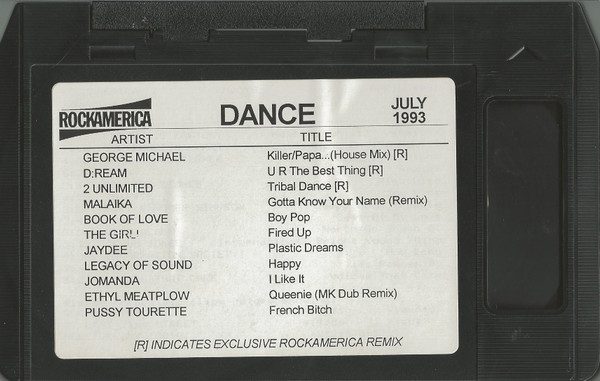 ROCKAMERICA DANCE JULY 1993
ARTIST TITLE
GEORGE MICHAEL Killer/Papa...(House Mix) [R]
D:REAM U R The Best Thing [R]
2 UNLIMITED Tribal Dance [R]
MALAIKA Gotta Know Your Name (Remix)
BOOK OF LOVE Boy Pop
THE GIRL! Fired Up
JAYDEE Plastic Dreams
LEGACY OF SOUND Happy
JOMANDA I Like It
ETHYL MEATPLOW Queenie (MK Dub Remix)
PUSSY TOURETTE French Bitch
[R] INDICATES EXCLUSIVE ROCKAMERICA REMIX